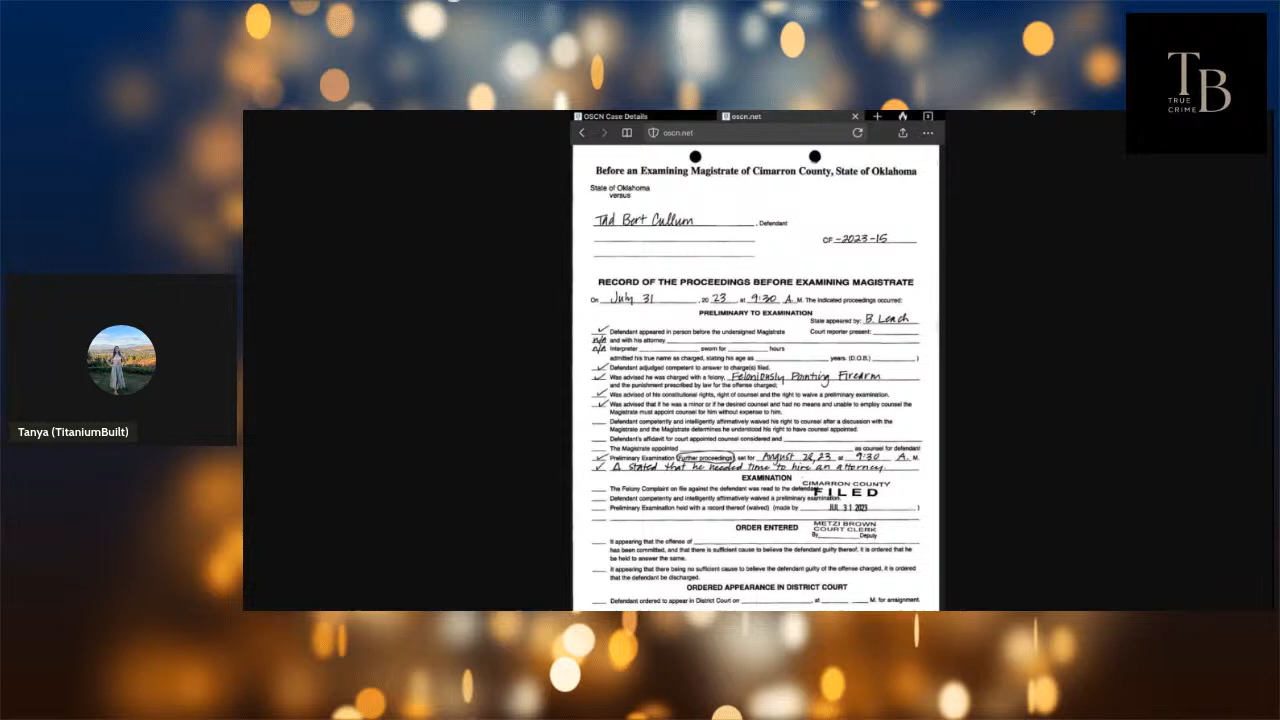 TB
TRUE
CRIME
OSCN Case Details
oscn.net
oscn.net
Before an Examining Magistrate of Cimarron County, State of Oklahoma
State of Oklahoma
versus
Tad Bert Cullum, Defendant
CF-2023-15
RECORD OF THE PROCEEDINGS BEFORE EXAMINING MAGISTRATE
On July 31, 2023, at 9:30 A. M. The indicated proceedings occurred:
PRELIMINARY TO EXAMINATION
State appeared by: B. Leach
Defendant appeared in person before the undersigned Magistrate
Court reporter present:
N/A and with his attorney
N/A Interpreter sworn for hours
admitted his true name as charged, stating his age as years. (D.O.B.)
Defendant adjudged competent to answer to charge(s) filed.
Was advised he was charged with a felony, Feloniously Pointing Firearm
and the punishment prescribed by law for the offense charged;
Was advised of his constitutional rights, right of counsel and the right to waive a preliminary examination.
Was advised that if he was a minor or if he desired counsel and had no means and unable to employ counsel the
Magistrate must appoint counsel for him without expense to him.
Defendant competently and intelligently affirmatively waived his right to counsel after a discussion with the
Magistrate and the Magistrate determines he understood his right to have counsel appointed.
Defendant's affidavit for court appointed counsel considered and
The Magistrate appointed as counsel for defendant
Preliminary Examination (Further proceedings) set for August 28, 23 at 9:30 A. M.
Δ stated that he needed time to hire an attorney.
EXAMINATION
The Felony Complaint on file against the defendant was read to the defendant.
CIMARRON COUNTY
FILED
Defendant competently and intelligently affirmatively waived a preliminary examination.
Preliminary Examination held with a record thereof (waived) (made by )
JUL 31 2023
ORDER ENTERED
METZI BROWN
COURT CLERK
By Deputy
It appearing that the offense of
has been committed, and that there is sufficient cause to believe the defendant guilty thereof, it is ordered that he
be held to answer the same.
It appearing that there being no sufficient cause to believe the defendant guilty of the offense charged, it is ordered
that the defendant be discharged.
ORDERED APPEARANCE IN DISTRICT COURT
Defendant ordered to appear in District Court on , at M. for arraignment.
Tanya (TitaniumBuilt)